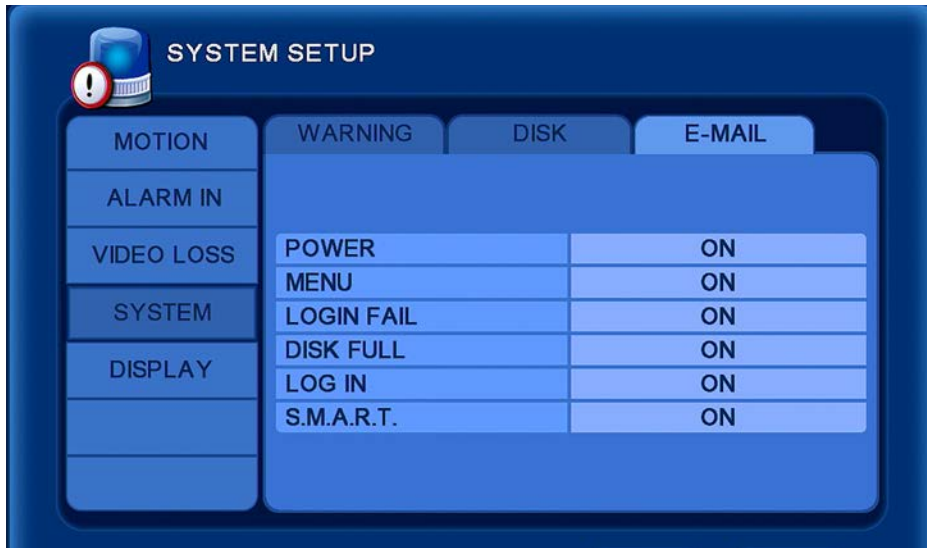 SYSTEM SETUP
WARNING DISK E-MAIL
MOTION
ALARM IN
VIDEO LOSS
SYSTEM
DISPLAY
POWER ON
MENU ON
LOGIN FAIL ON
DISK FULL ON
LOG IN ON
S.M.A.R.T. ON